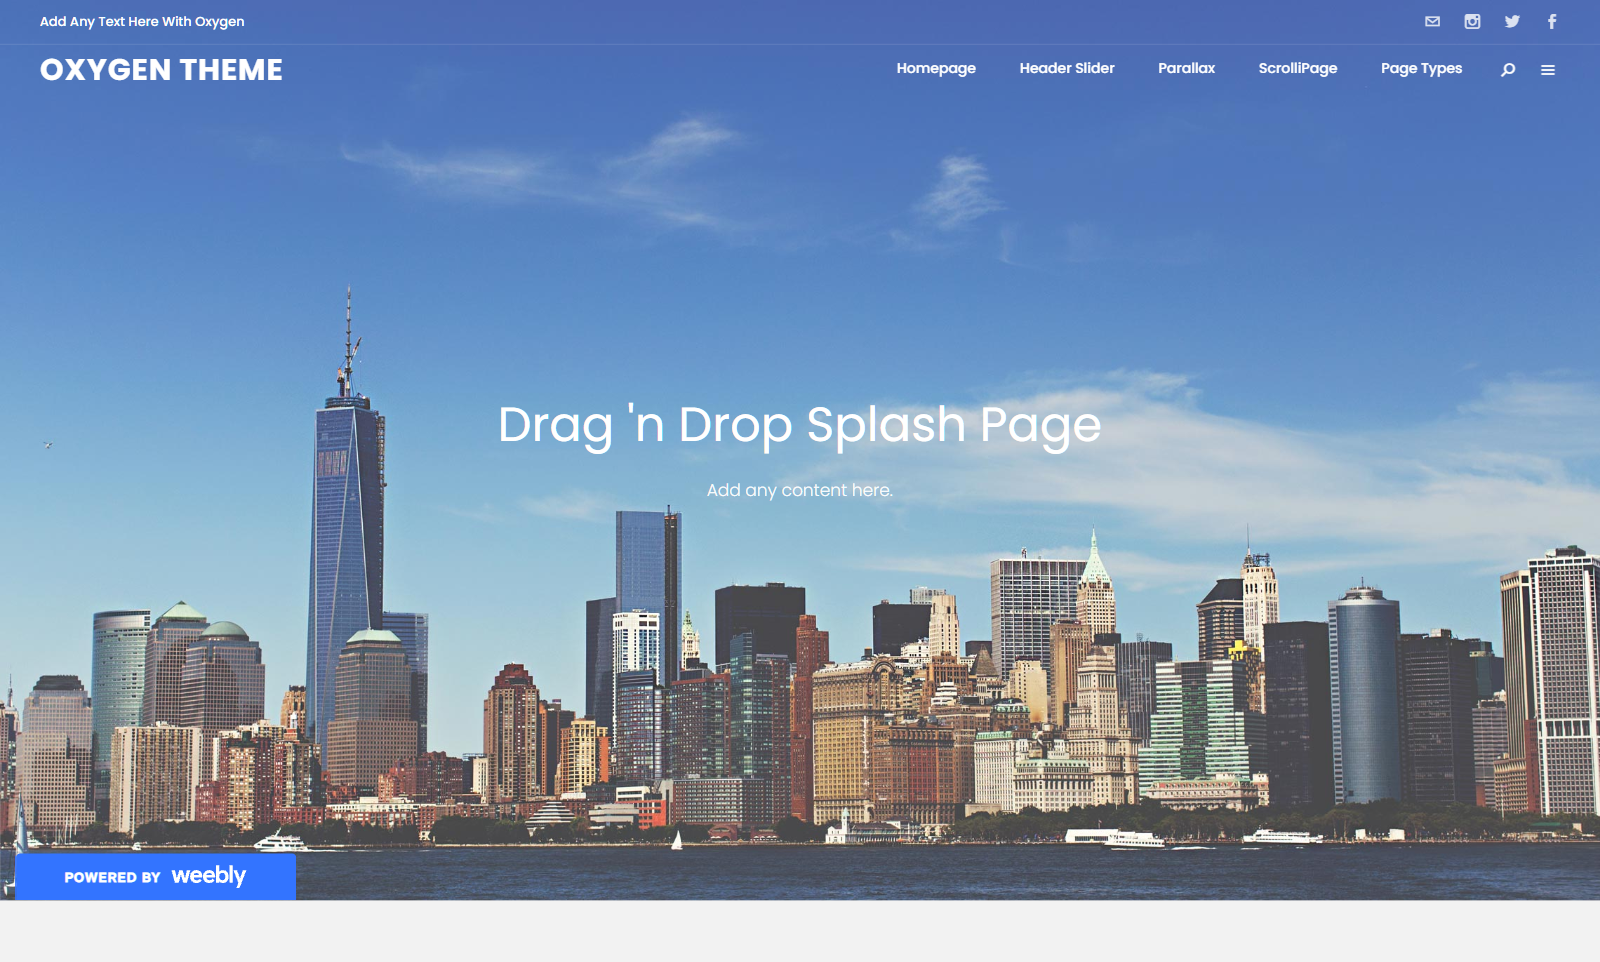 Add Any Text Here With Oxygen
OXYGEN THEME
Homepage Header Slider Parallax ScrolliPage Page Types
Drag 'n Drop Splash Page
Add any content here.
POWERED BY weebly